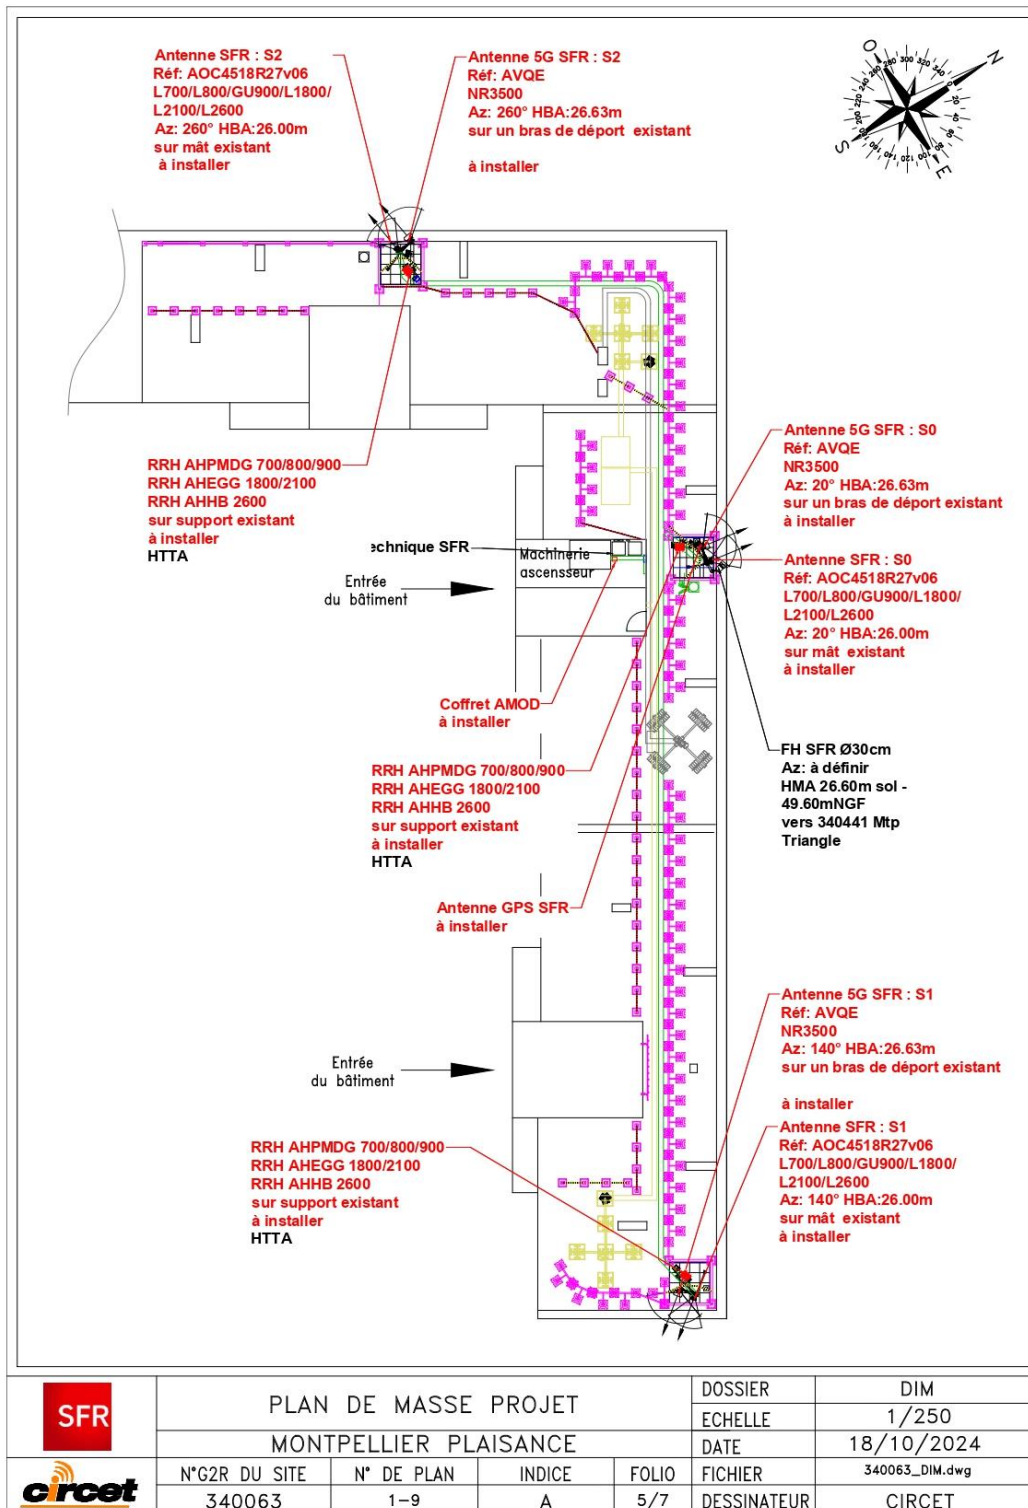 Antenne SFR : S2
Réf: AOC4518R27v06
L700/L800/GU900/L1800/
L2100/L2600
Az: 260° HBA:26.00m
sur mât existant
à installer
Antenne 5G SFR : S2
Réf: AVQE
NR3500
Az: 260° HBA:26.63m
sur un bras de déport existant
à installer
O
N
S
E
RRH AHPMDG 700/800/900
RRH AHEGG 1800/2100
RRH AHHB 2600
sur support existant
à installer
HTTA
Antenne 5G SFR : S0
Réf: AVQE
NR3500
Az: 20° HBA:26.63m
sur un bras de déport existant
à installer
echnique SFR
Machinerie
ascensseur
Entrée
du bâtiment
Antenne SFR : S0
Réf: AOC4518R27v06
L700/L800/GU900/L1800/
L2100/L2600
Az: 20° HBA:26.00m
sur mât existant
à installer
Coffret AMOD
à installer
RRH AHPMDG 700/800/900
RRH AHEGG 1800/2100
RRH AHHB 2600
sur support existant
à installer
HTTA
FH SFR Ø30cm
Az: à définir
HMA 26.60m sol -
49.60mNGF
vers 340441 Mtp
Triangle
Antenne GPS SFR
à installer
Antenne 5G SFR : S1
Réf: AVQE
NR3500
Az: 140° HBA:26.63m
sur un bras de déport existant
à installer
Entrée
du bâtiment
Antenne SFR : S1
Réf: AOC4518R27v06
L700/L800/GU900/L1800/
L2100/L2600
Az: 140° HBA:26.00m
sur mât existant
à installer
RRH AHPMDG 700/800/900
RRH AHEGG 1800/2100
RRH AHHB 2600
sur support existant
à installer
HTTA
SFR
PLAN DE MASSE PROJET
MONTPELLIER PLAISANCE
DOSSIER DIM
ECHELLE 1/250
DATE 18/10/2024
circet
N°G2R DU SITE N° DE PLAN INDICE FOLIO FICHIER 340063_DIM.dwg
340063 1-9 A 5/7 DESSINATEUR CIRCET